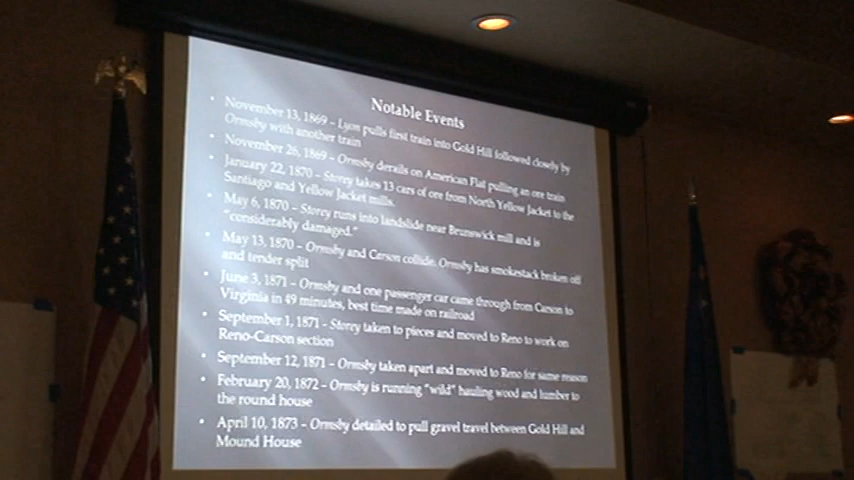 Notable Events
• November 13, 1869 – Lyon pulls first train into Gold Hill followed closely by
Ormsby with another train
• November 26, 1869 – Ormsby derails on American Flat pulling an ore train
• January 22, 1870 – Storey takes 13 cars of ore from North Yellow Jacket to the
Santiago and Yellow Jacket mills.
• May 6, 1870 – Storey runs into landslide near Brunswick mill and is
"considerably damaged."
• May 13, 1870 – Ormsby and Carson collide. Ormsby has smokestack broken off
and tender split
• June 3, 1871 – Ormsby and one passenger car came through from Carson to
Virginia in 49 minutes, best time made on railroad
• September 1, 1871 – Storey taken to pieces and moved to Reno to work on
Reno-Carson section
• September 12, 1871 – Ormsby taken apart and moved to Reno for same reason
• February 20, 1872 – Ormsby is running "wild" hauling wood and lumber to
the round house
• April 10, 1873 – Ormsby detailed to pull gravel travel between Gold Hill and
Mound House